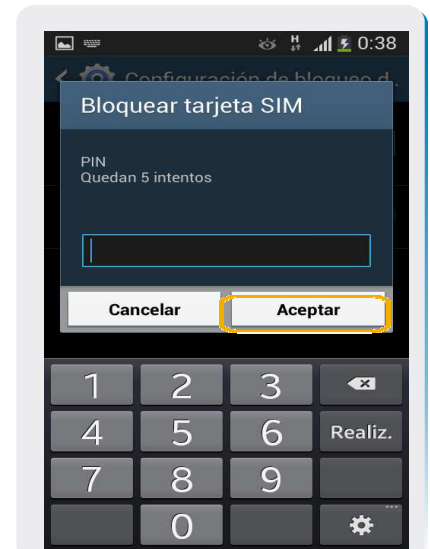 H 0:38
Configuración de bloqueo d.
Bloquear tarjeta SIM
PIN
Quedan 5 intentos
Cancelar Aceptar
1 2 3
4 5 6 Realiz.
7 8 9
0